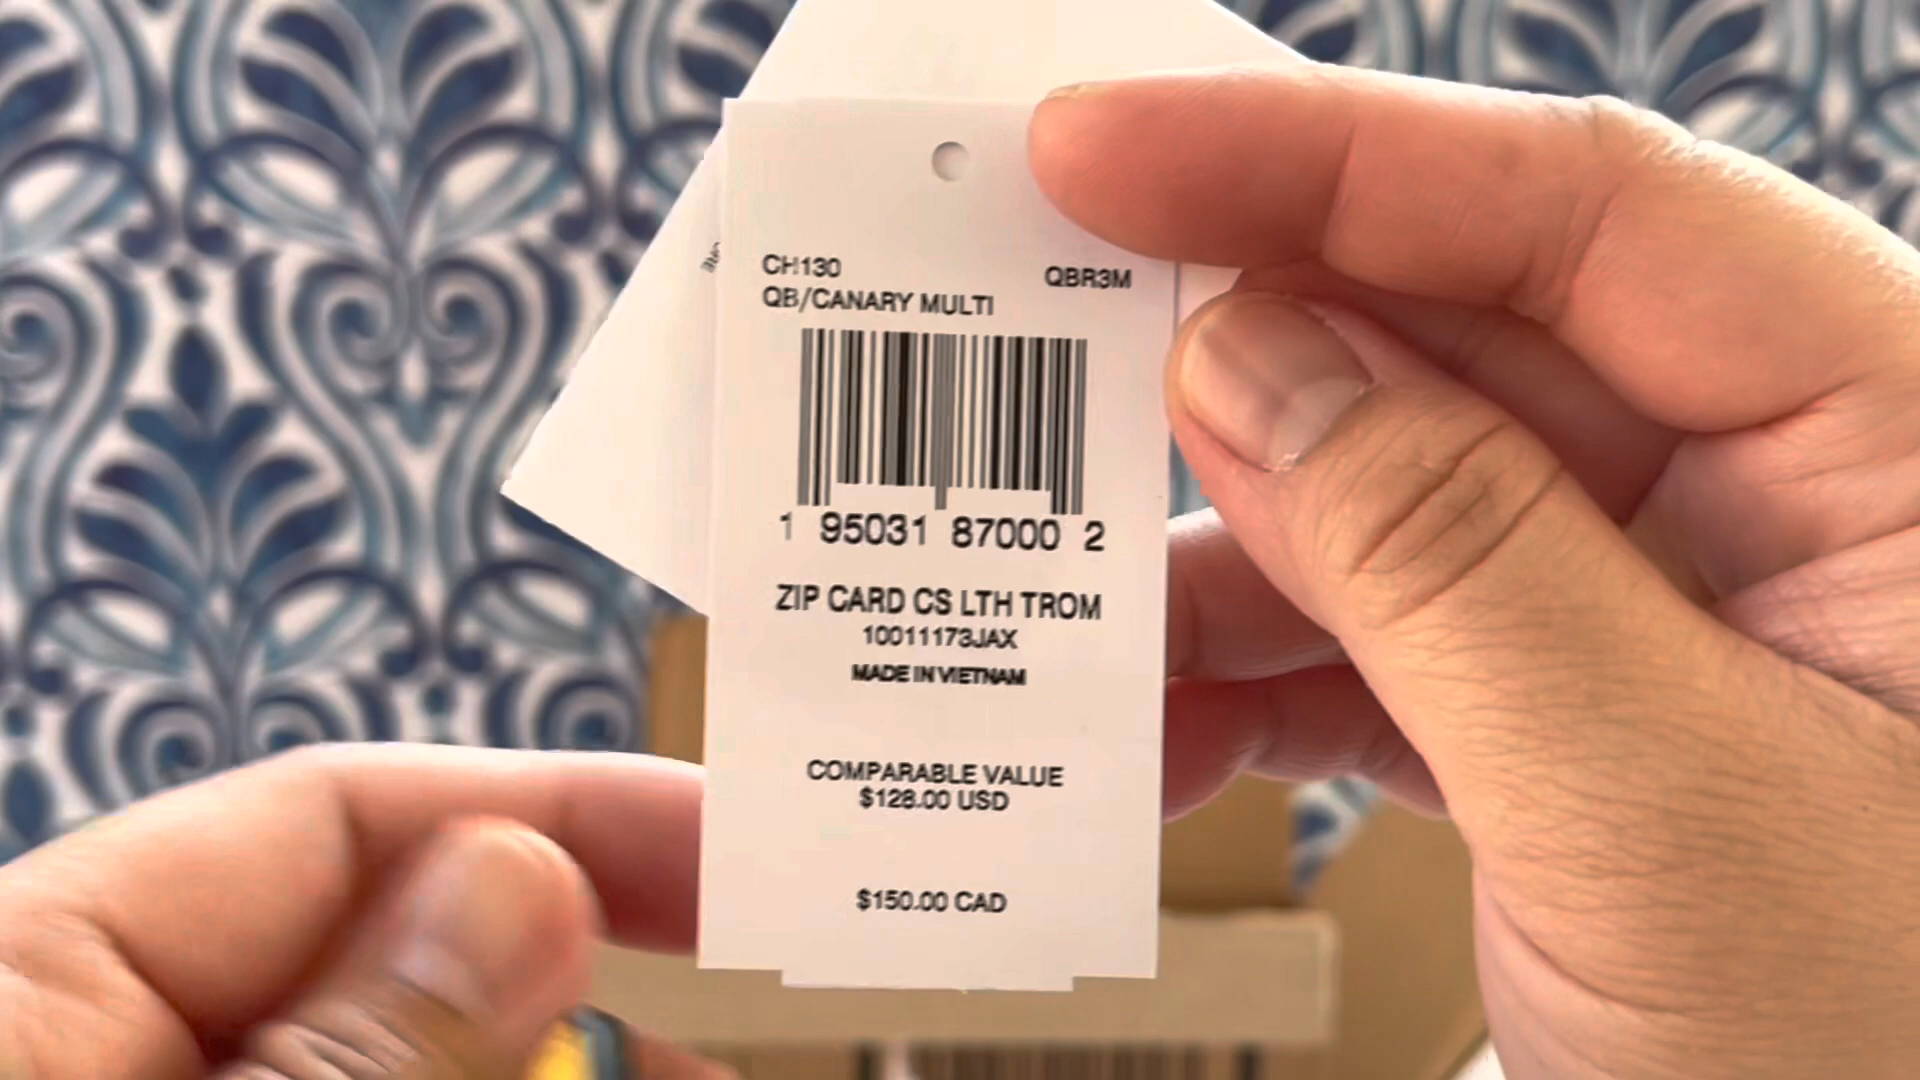 CH130
QBR3M
QB/CANARY MULTI
1 95031 87000 2
ZIP CARD CS LTH TROM
10011173JAX
MADE IN VIETNAM
COMPARABLE VALUE
$128.00 USD
$150.00 CAD